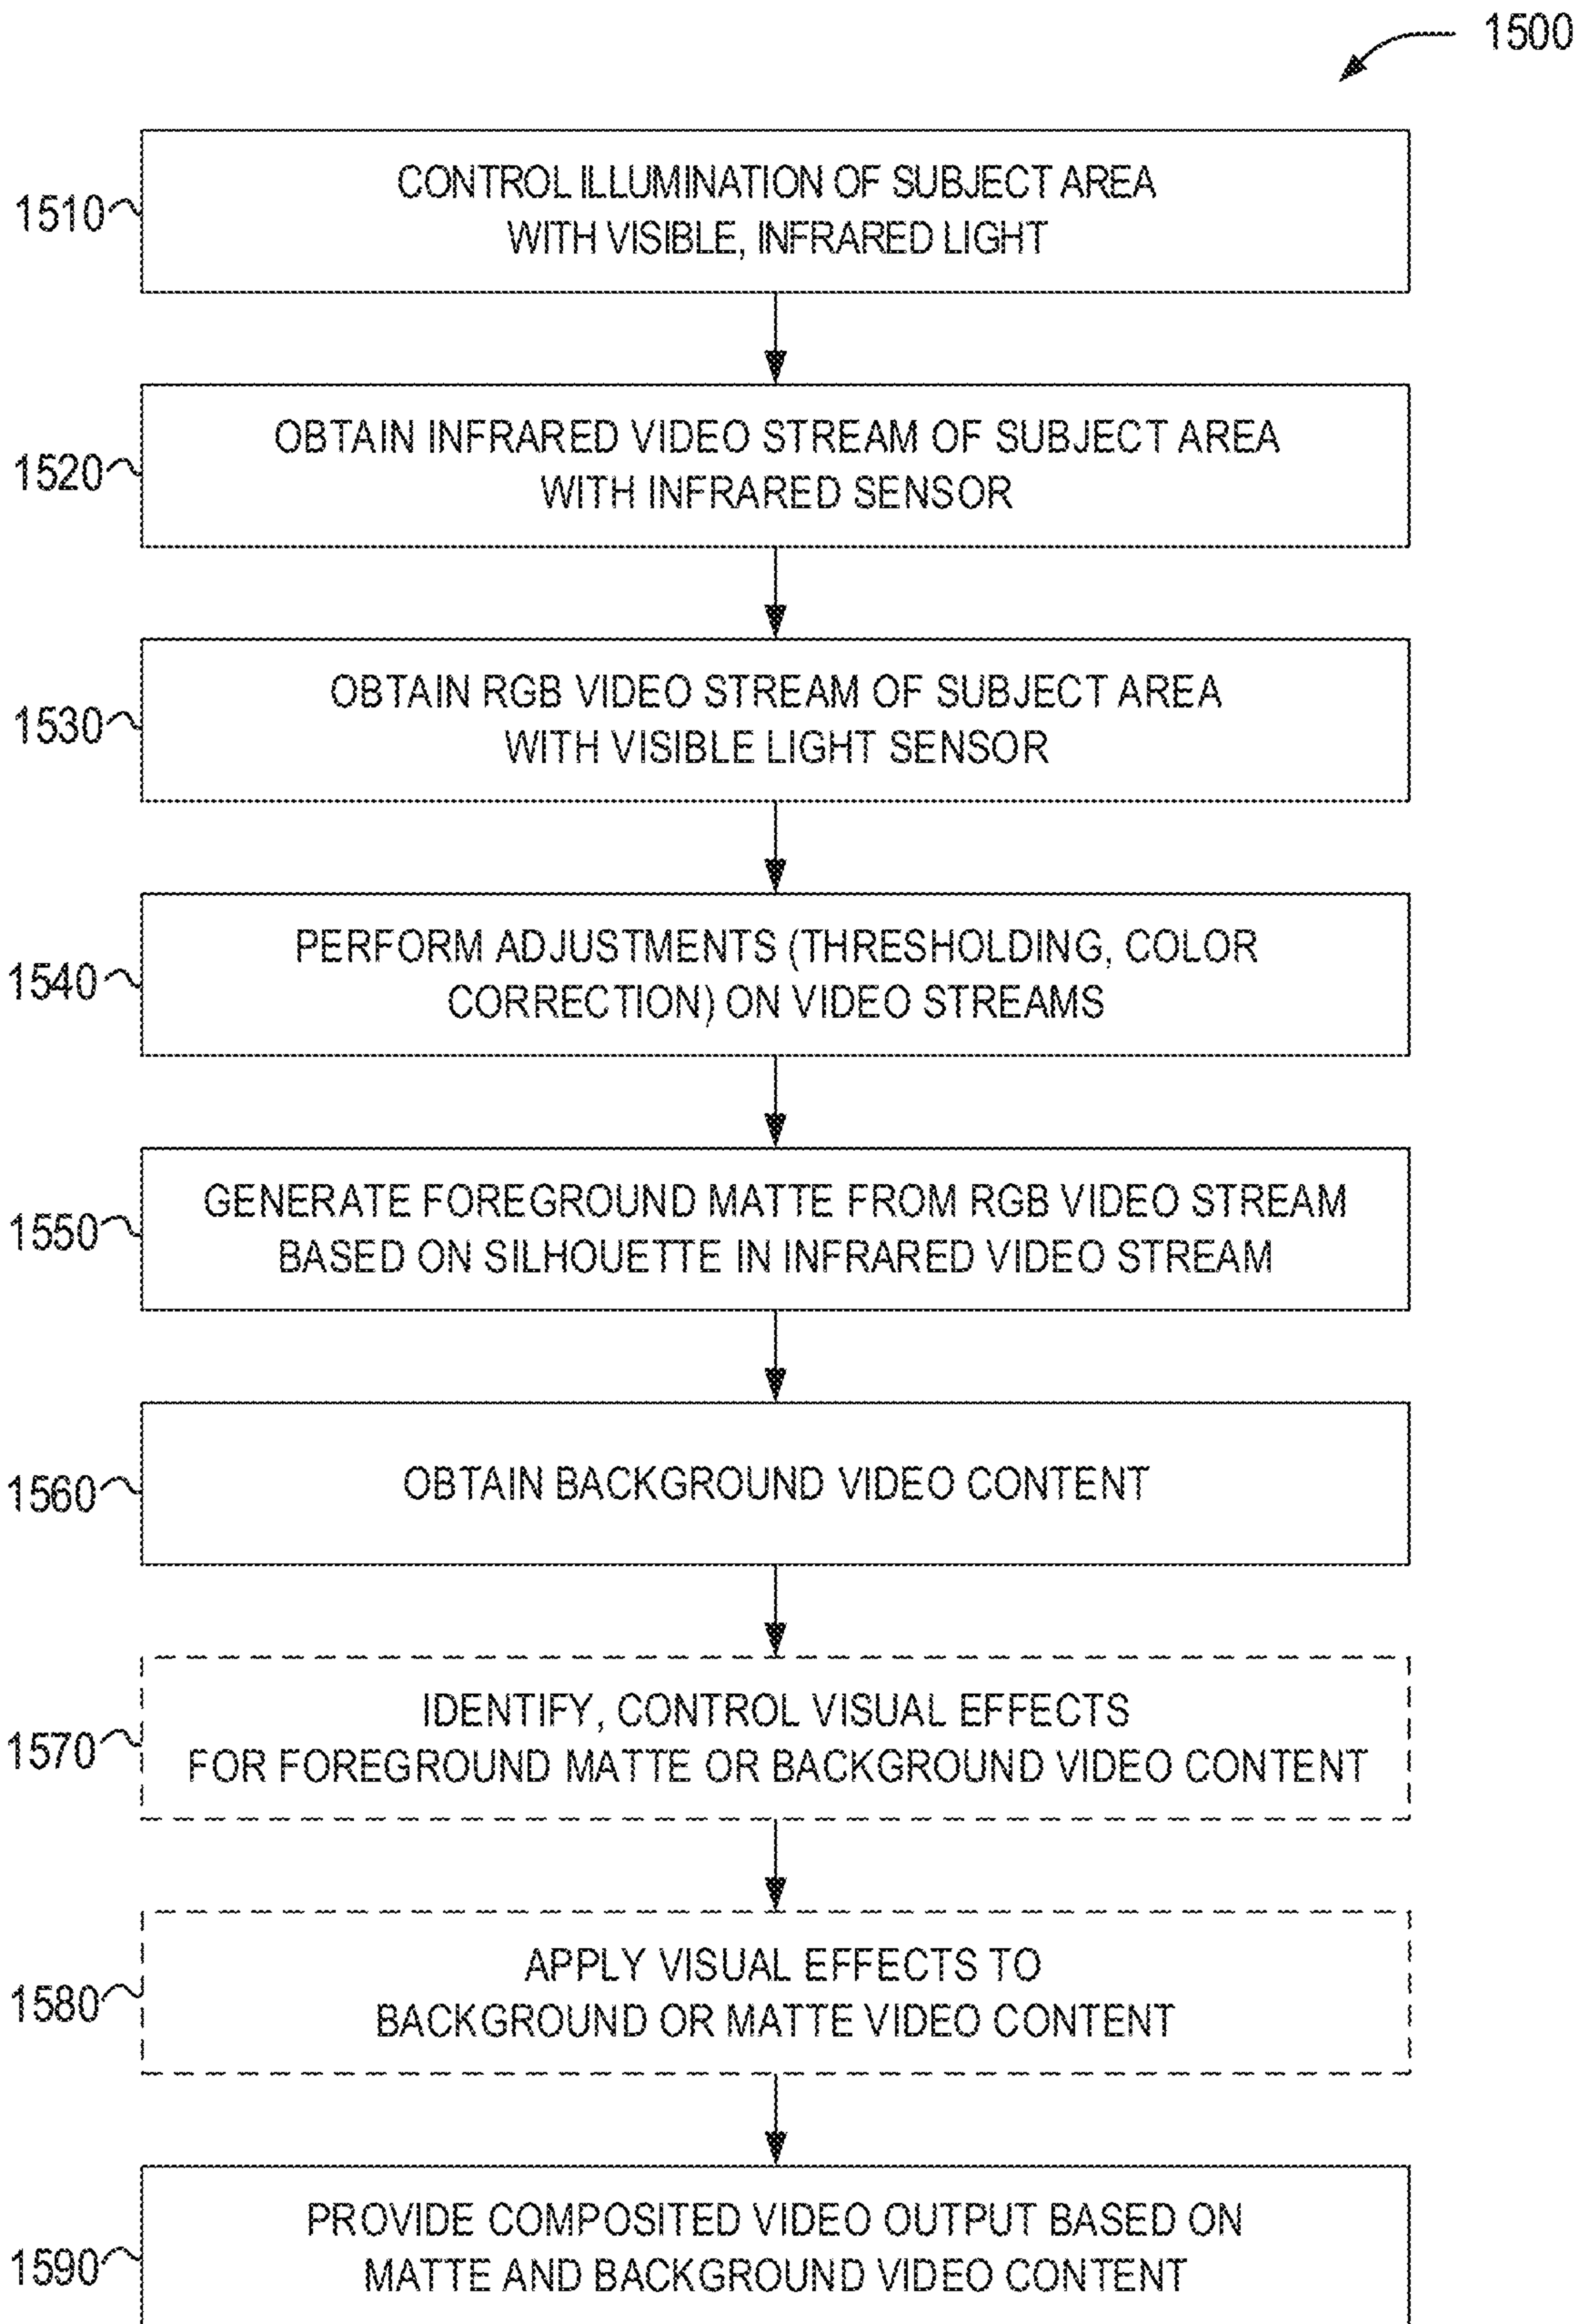 1500
1510
CONTROL ILLUMINATION OF SUBJECT AREA
WITH VISIBLE, INFRARED LIGHT
1520
OBTAIN INFRARED VIDEO STREAM OF SUBJECT AREA
WITH INFRARED SENSOR
1530
OBTAIN RGB VIDEO STREAM OF SUBJECT AREA
WITH VISIBLE LIGHT SENSOR
1540
PERFORM ADJUSTMENTS (THRESHOLDING, COLOR
CORRECTION) ON VIDEO STREAMS
1550
GENERATE FOREGROUND MATTE FROM RGB VIDEO STREAM
BASED ON SILHOUETTE IN INFRARED VIDEO STREAM
1560
OBTAIN BACKGROUND VIDEO CONTENT
1570
IDENTIFY, CONTROL VISUAL EFFECTS
FOR FOREGROUND MATTE OR BACKGROUND VIDEO CONTENT
1580
APPLY VISUAL EFFECTS TO
BACKGROUND OR MATTE VIDEO CONTENT
1590
PROVIDE COMPOSITED VIDEO OUTPUT BASED ON
MATTE AND BACKGROUND VIDEO CONTENT